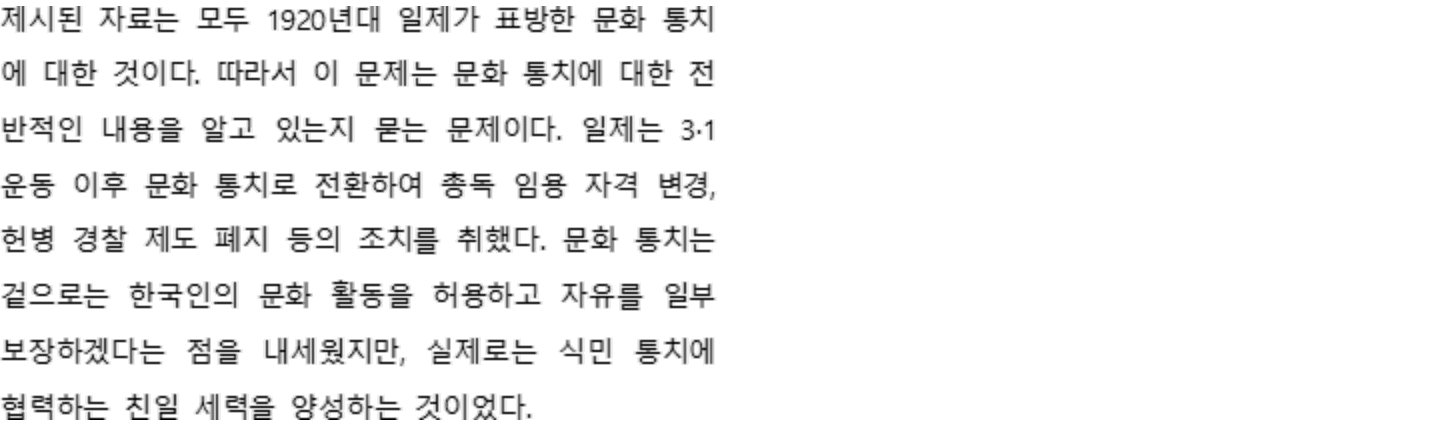 제시된 자료는 모두 1920년대 일제가 표방한 문화 통치
에 대한 것이다. 따라서 이 문제는 문화 통치에 대한 전
반적인 내용을 알고 있는지 묻는 문제이다. 일제는 3·1
운동 이후 문화 통치로 전환하여 총독 임용 자격 변경,
헌병 경찰 제도 폐지 등의 조치를 취했다. 문화 통치는
겉으로는 한국인의 문화 활동을 허용하고 자유를 일부
보장하겠다는 점을 내세웠지만, 실제로는 식민 통치에
협력하는 친일 세력을 양성하는 것이었다.